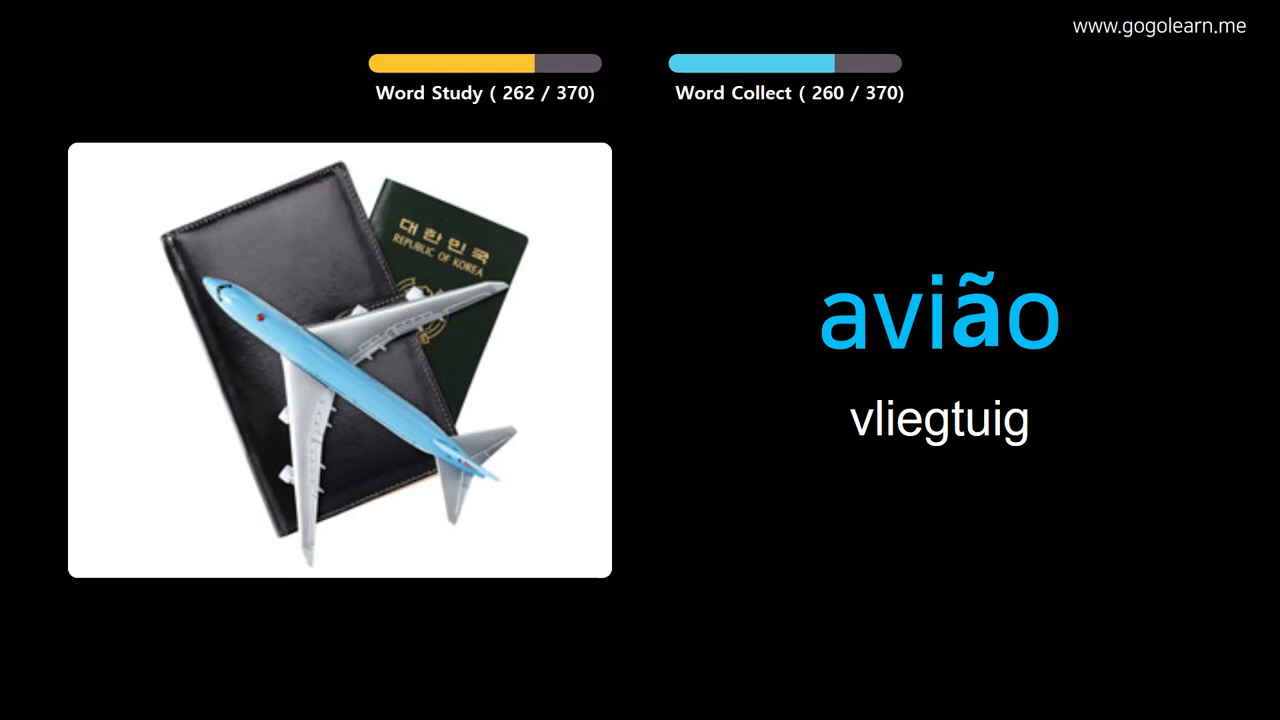 www.gogolearn.me
Word Study ( 262 / 370)
Word Collect ( 260 / 370)
대한민국
REPUBLIC OF KOREA
avião
vliegtuig